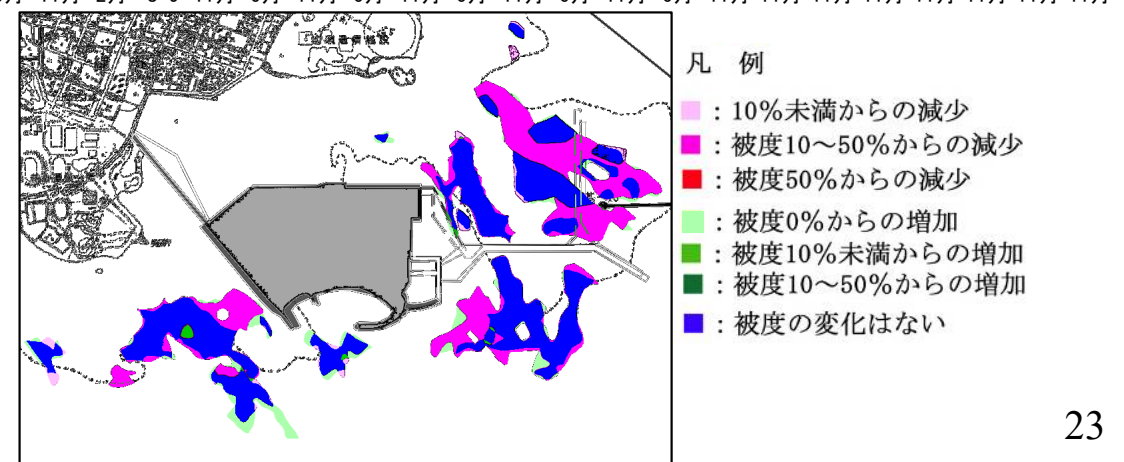 凡 例
：10%未満からの減少
：被度10～50%からの減少
：被度50%からの減少
：被度0%からの増加
：被度10%未満からの増加
：被度10～50%からの増加
：被度の変化はない
23